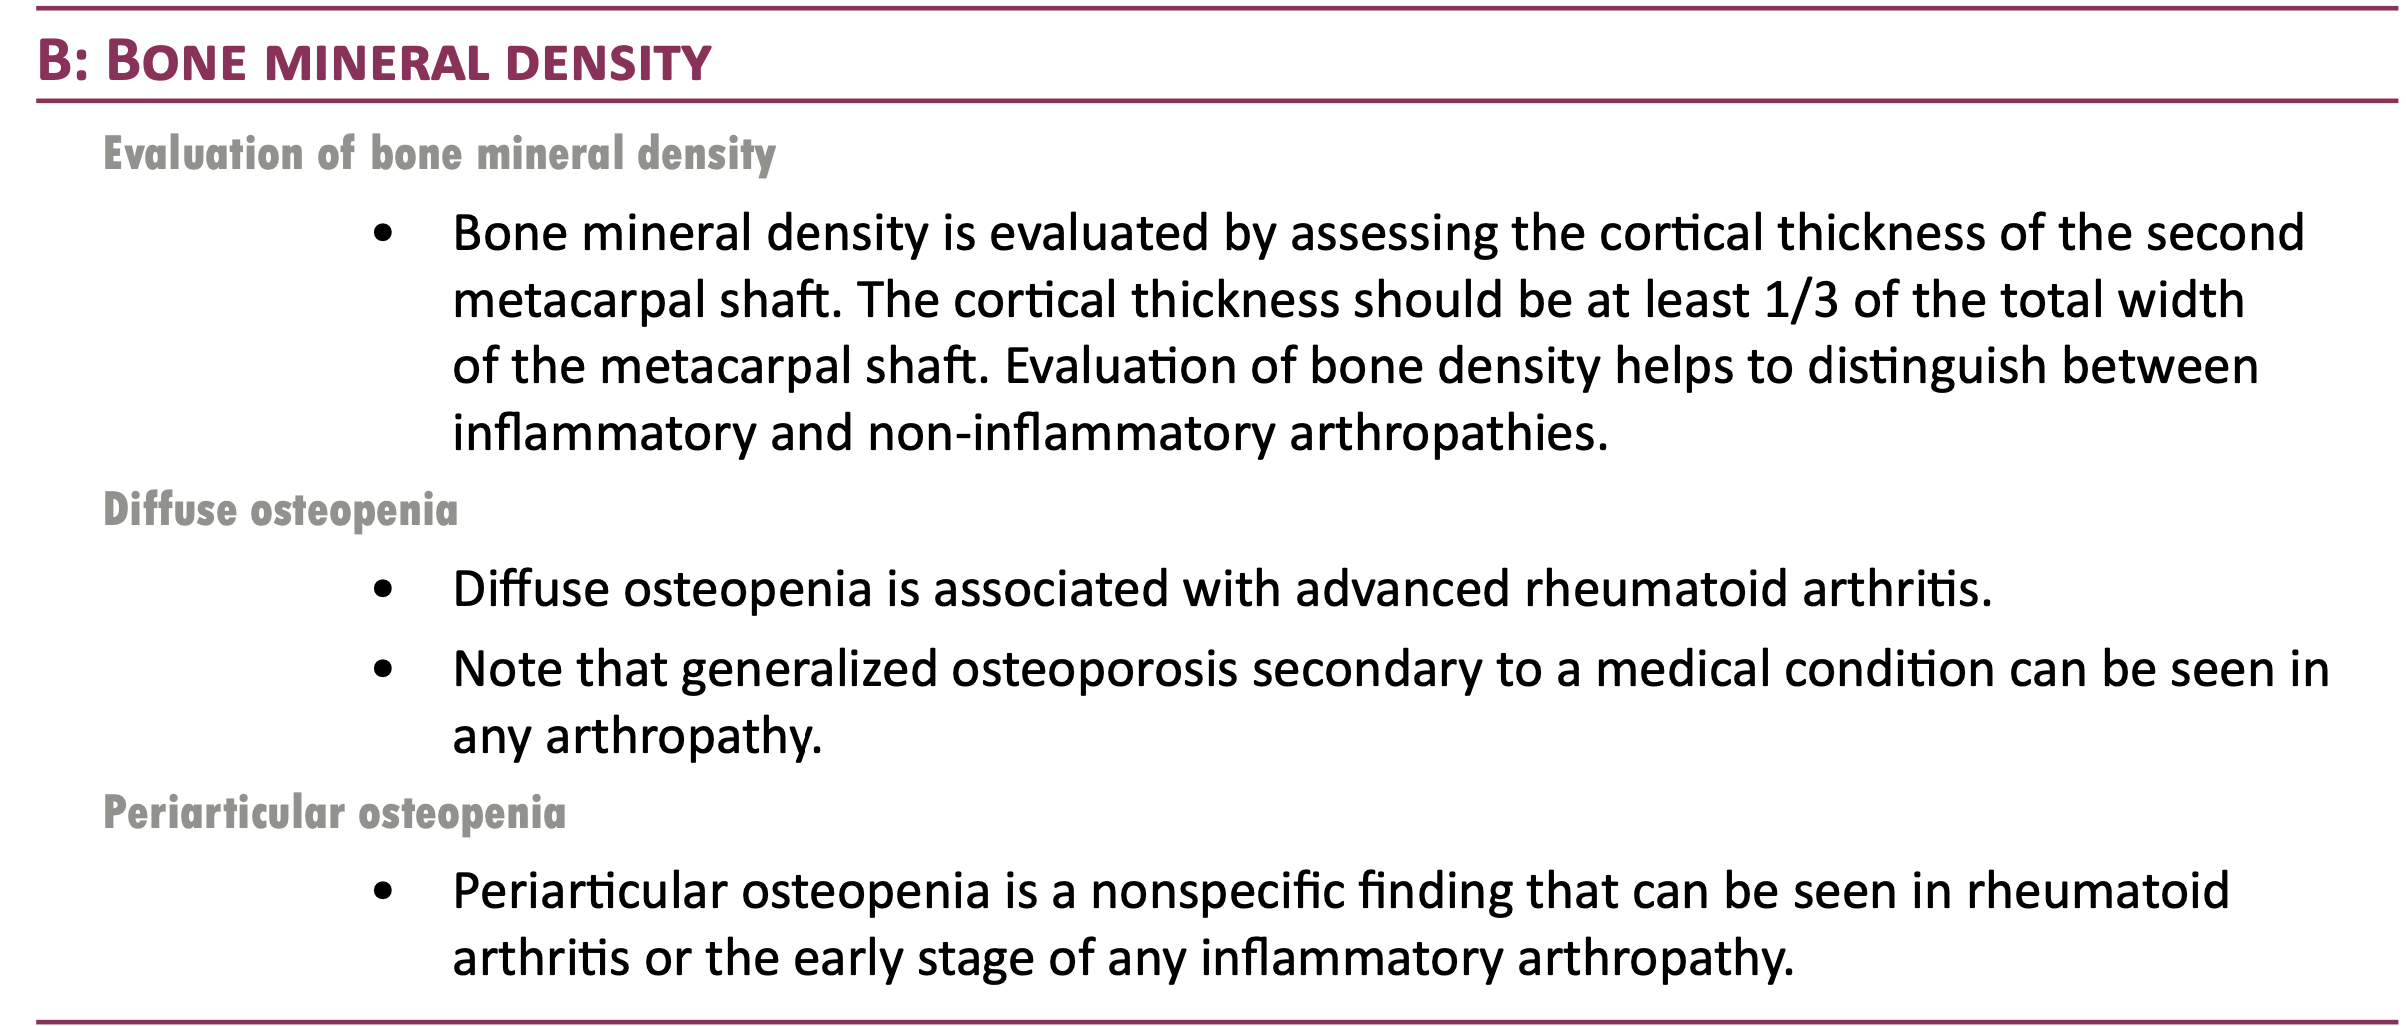 B: Bone mineral density
Evaluation of bone mineral density
• Bone mineral density is evaluated by assessing the cortical thickness of the second
metacarpal shaft. The cortical thickness should be at least 1/3 of the total width
of the metacarpal shaft. Evaluation of bone density helps to distinguish between
inflammatory and non-inflammatory arthropathies.
Diffuse osteopenia
• Diffuse osteopenia is associated with advanced rheumatoid arthritis.
• Note that generalized osteoporosis secondary to a medical condition can be seen in
any arthropathy.
Periarticular osteopenia
• Periarticular osteopenia is a nonspecific finding that can be seen in rheumatoid
arthritis or the early stage of any inflammatory arthropathy.